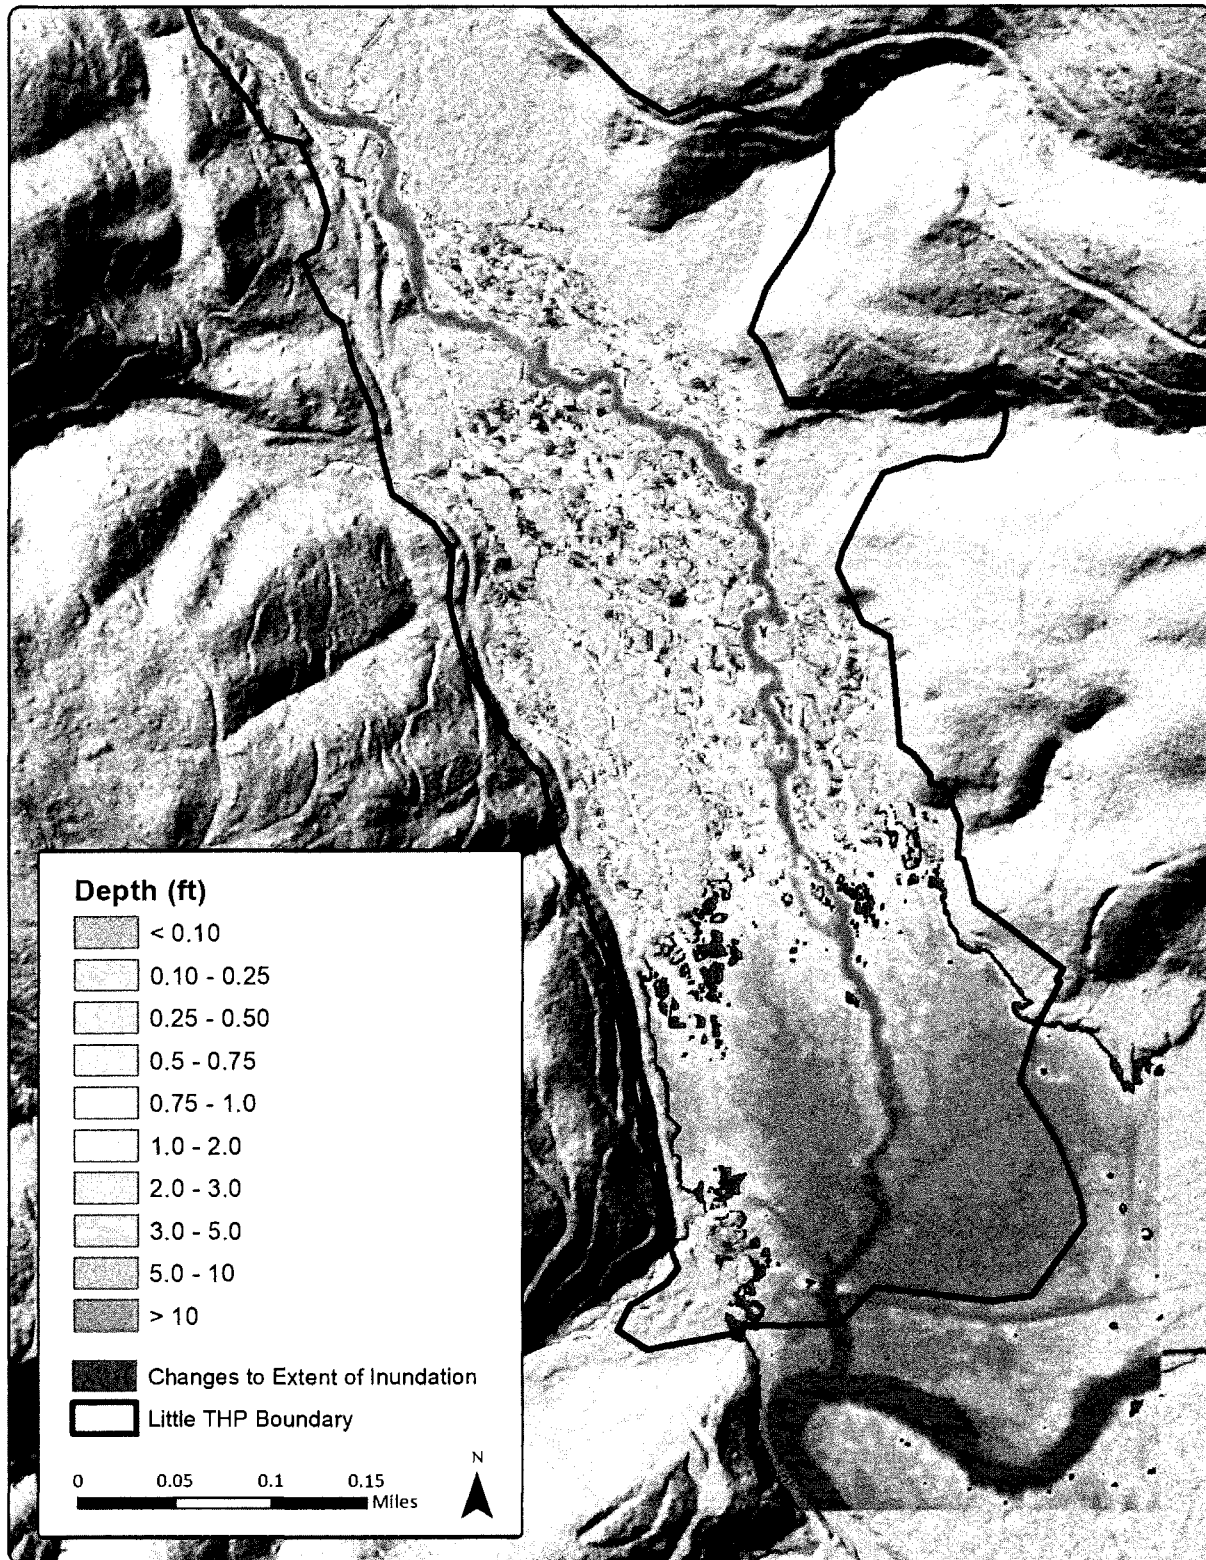 Depth (ft)
< 0.10
0.10 - 0.25
0.25 - 0.50
0.5 - 0.75
0.75 - 1.0
1.0 - 2.0
2.0 - 3.0
3.0 - 5.0
5.0 - 10
> 10
Changes to Extent of Inundation
Little THP Boundary
N
0 0.05 0.1 0.15
Miles